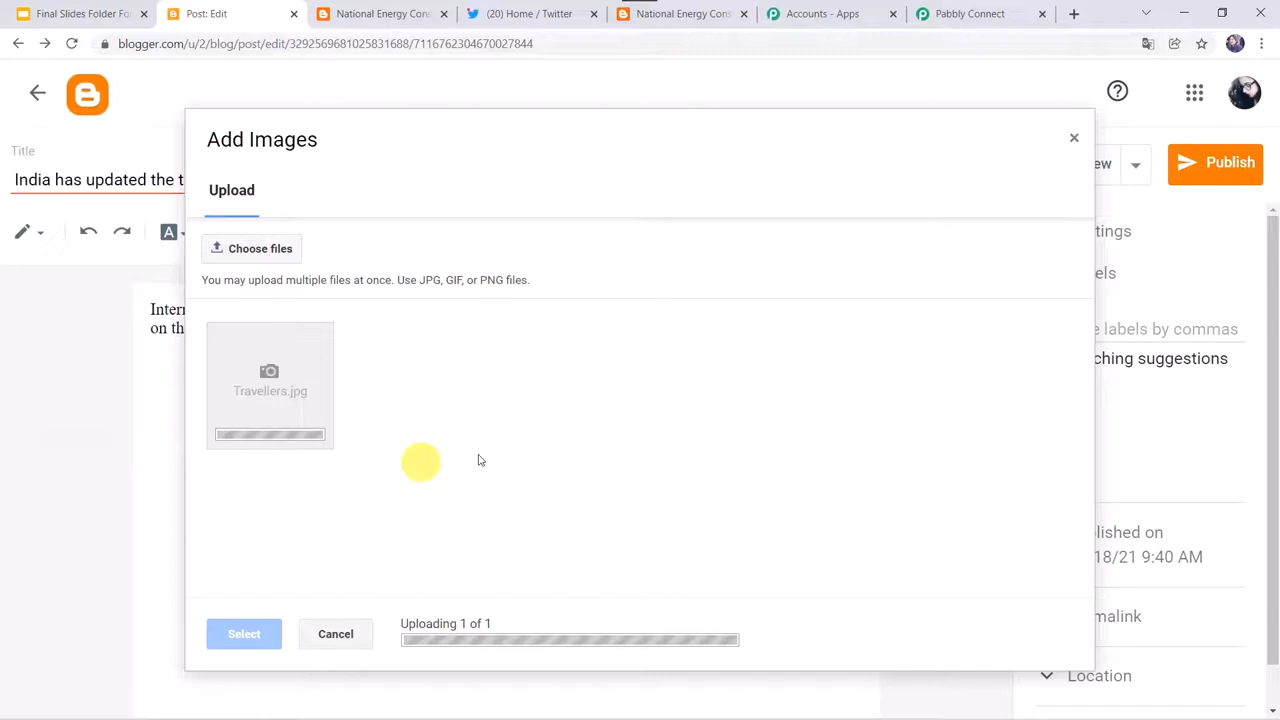 Final Slides Folder Fo
Post: Edit
National Energy Cons
(20) Home / Twitter
National Energy Cons
Accounts - Apps
Pabbly Connect
blogger.com/u/2/blog/post/edit/3292569681025831688/7116762304670027844
Title
India has updated the t
ew
Publish
Add Images
Upload
Choose files
You may upload multiple files at once. Use JPG, GIF, or PNG files.
Travellers.jpg
Intern
on th
tings
els
e labels by commas
ching suggestions
blished on
18/21 9:40 AM
malink
Location
Select
Cancel
Uploading 1 of 1